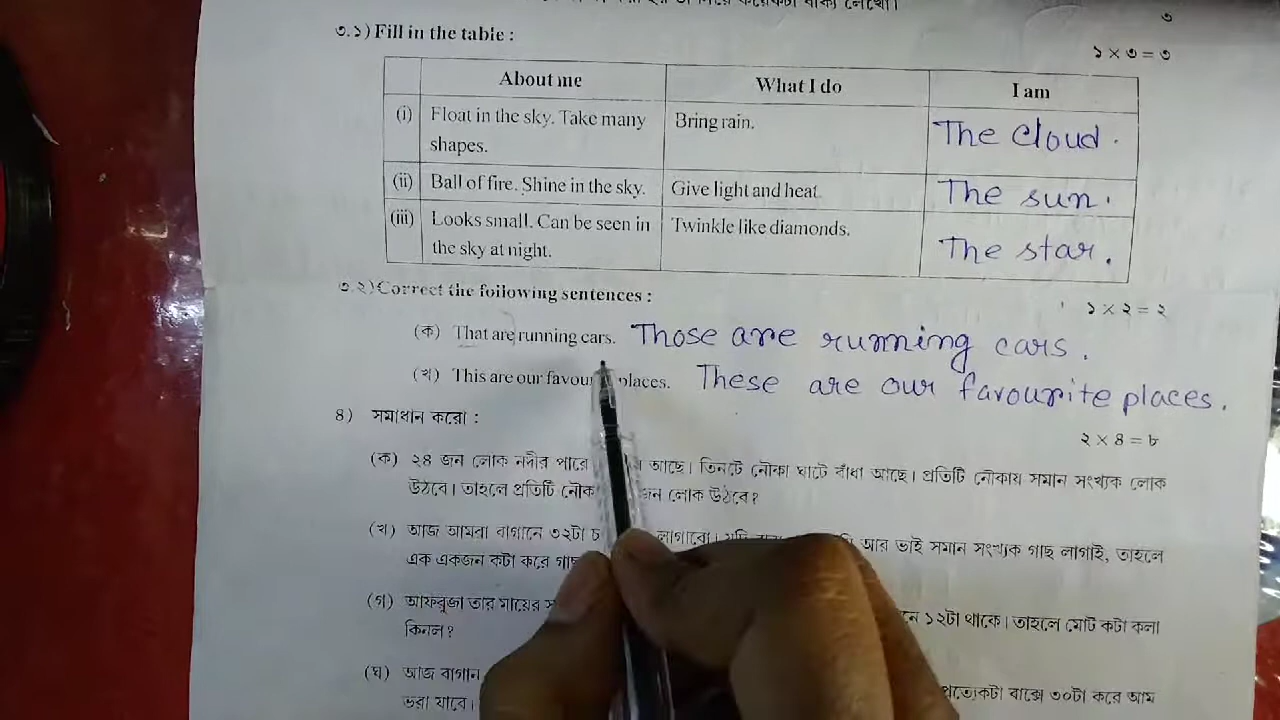 ৩
৩.১) Fill in the table :
১ × ৩ = ৩
About me What I do I am
(i) Float in the sky. Take many shapes. Bring rain. The cloud.
(ii) Ball of fire. Shine in the sky. Give light and heat. The sun.
(iii) Looks small. Can be seen in the sky at night. Twinkle like diamonds. The star.
৩.২) Correct the following sentences :
১ × ২ = ২
(ক) That are running cars. Those are running cars.
(খ) This are our places. These are our favourite places.
৪) সমাধান করো :
২ × ৪ = ৮
(ক) ২৪ জন লোক নদীর পারে আছে। তিনটে নৌকা ঘাটে বাঁধা আছে। প্রতিটি নৌকায় সমান সংখ্যক লোক
উঠবে। তাহলে প্রতিটি জন লোক উঠবে?
(খ) আজ আমরা বাগানে ৩২টা লাগাবো। আর ভাই সমান সংখ্যক গাছ লাগাই, তাহলে
এক একজন কটা করে
(গ) আফরুজা তার মায়ের ১২টা থাকে। তাহলে মোট কটা কলা
কিনল?
(ঘ) আজ বাগান প্রত্যেকটা বাক্সে ৩০টা করে আম
ভরা যাবে।